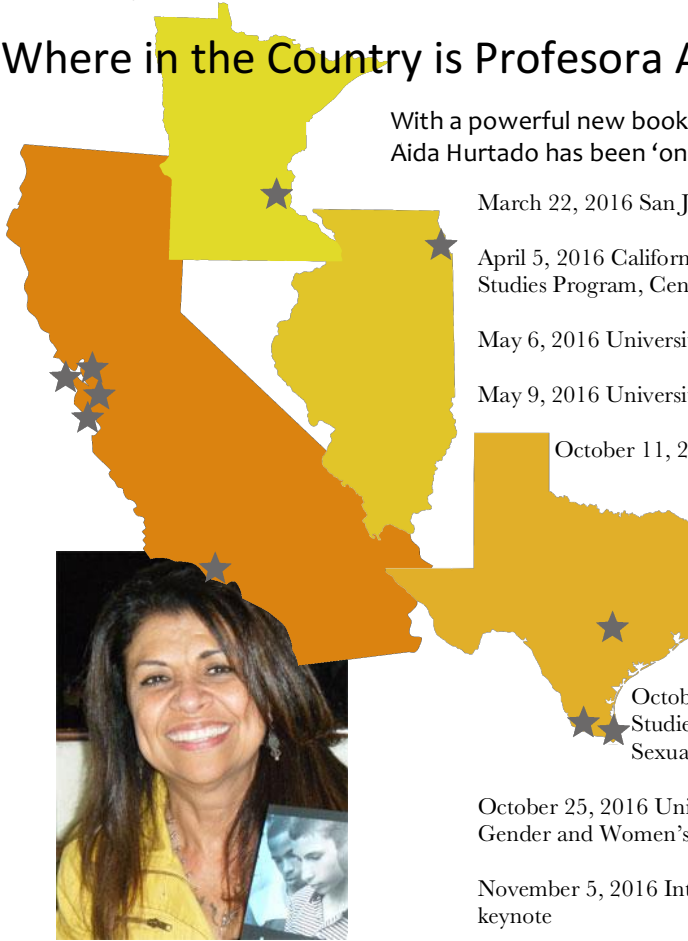 Where in the Country is Profesora A
With a powerful new book
Aida Hurtado has been ‘on
March 22, 2016 San J
April 5, 2016 Californ
Studies Program, Cen
May 6, 2016 Universi
May 9, 2016 Universi
October 11, 2
Octob
Studie
Sexua
October 25, 2016 Uni
Gender and Women’s
November 5, 2016 Int
keynote